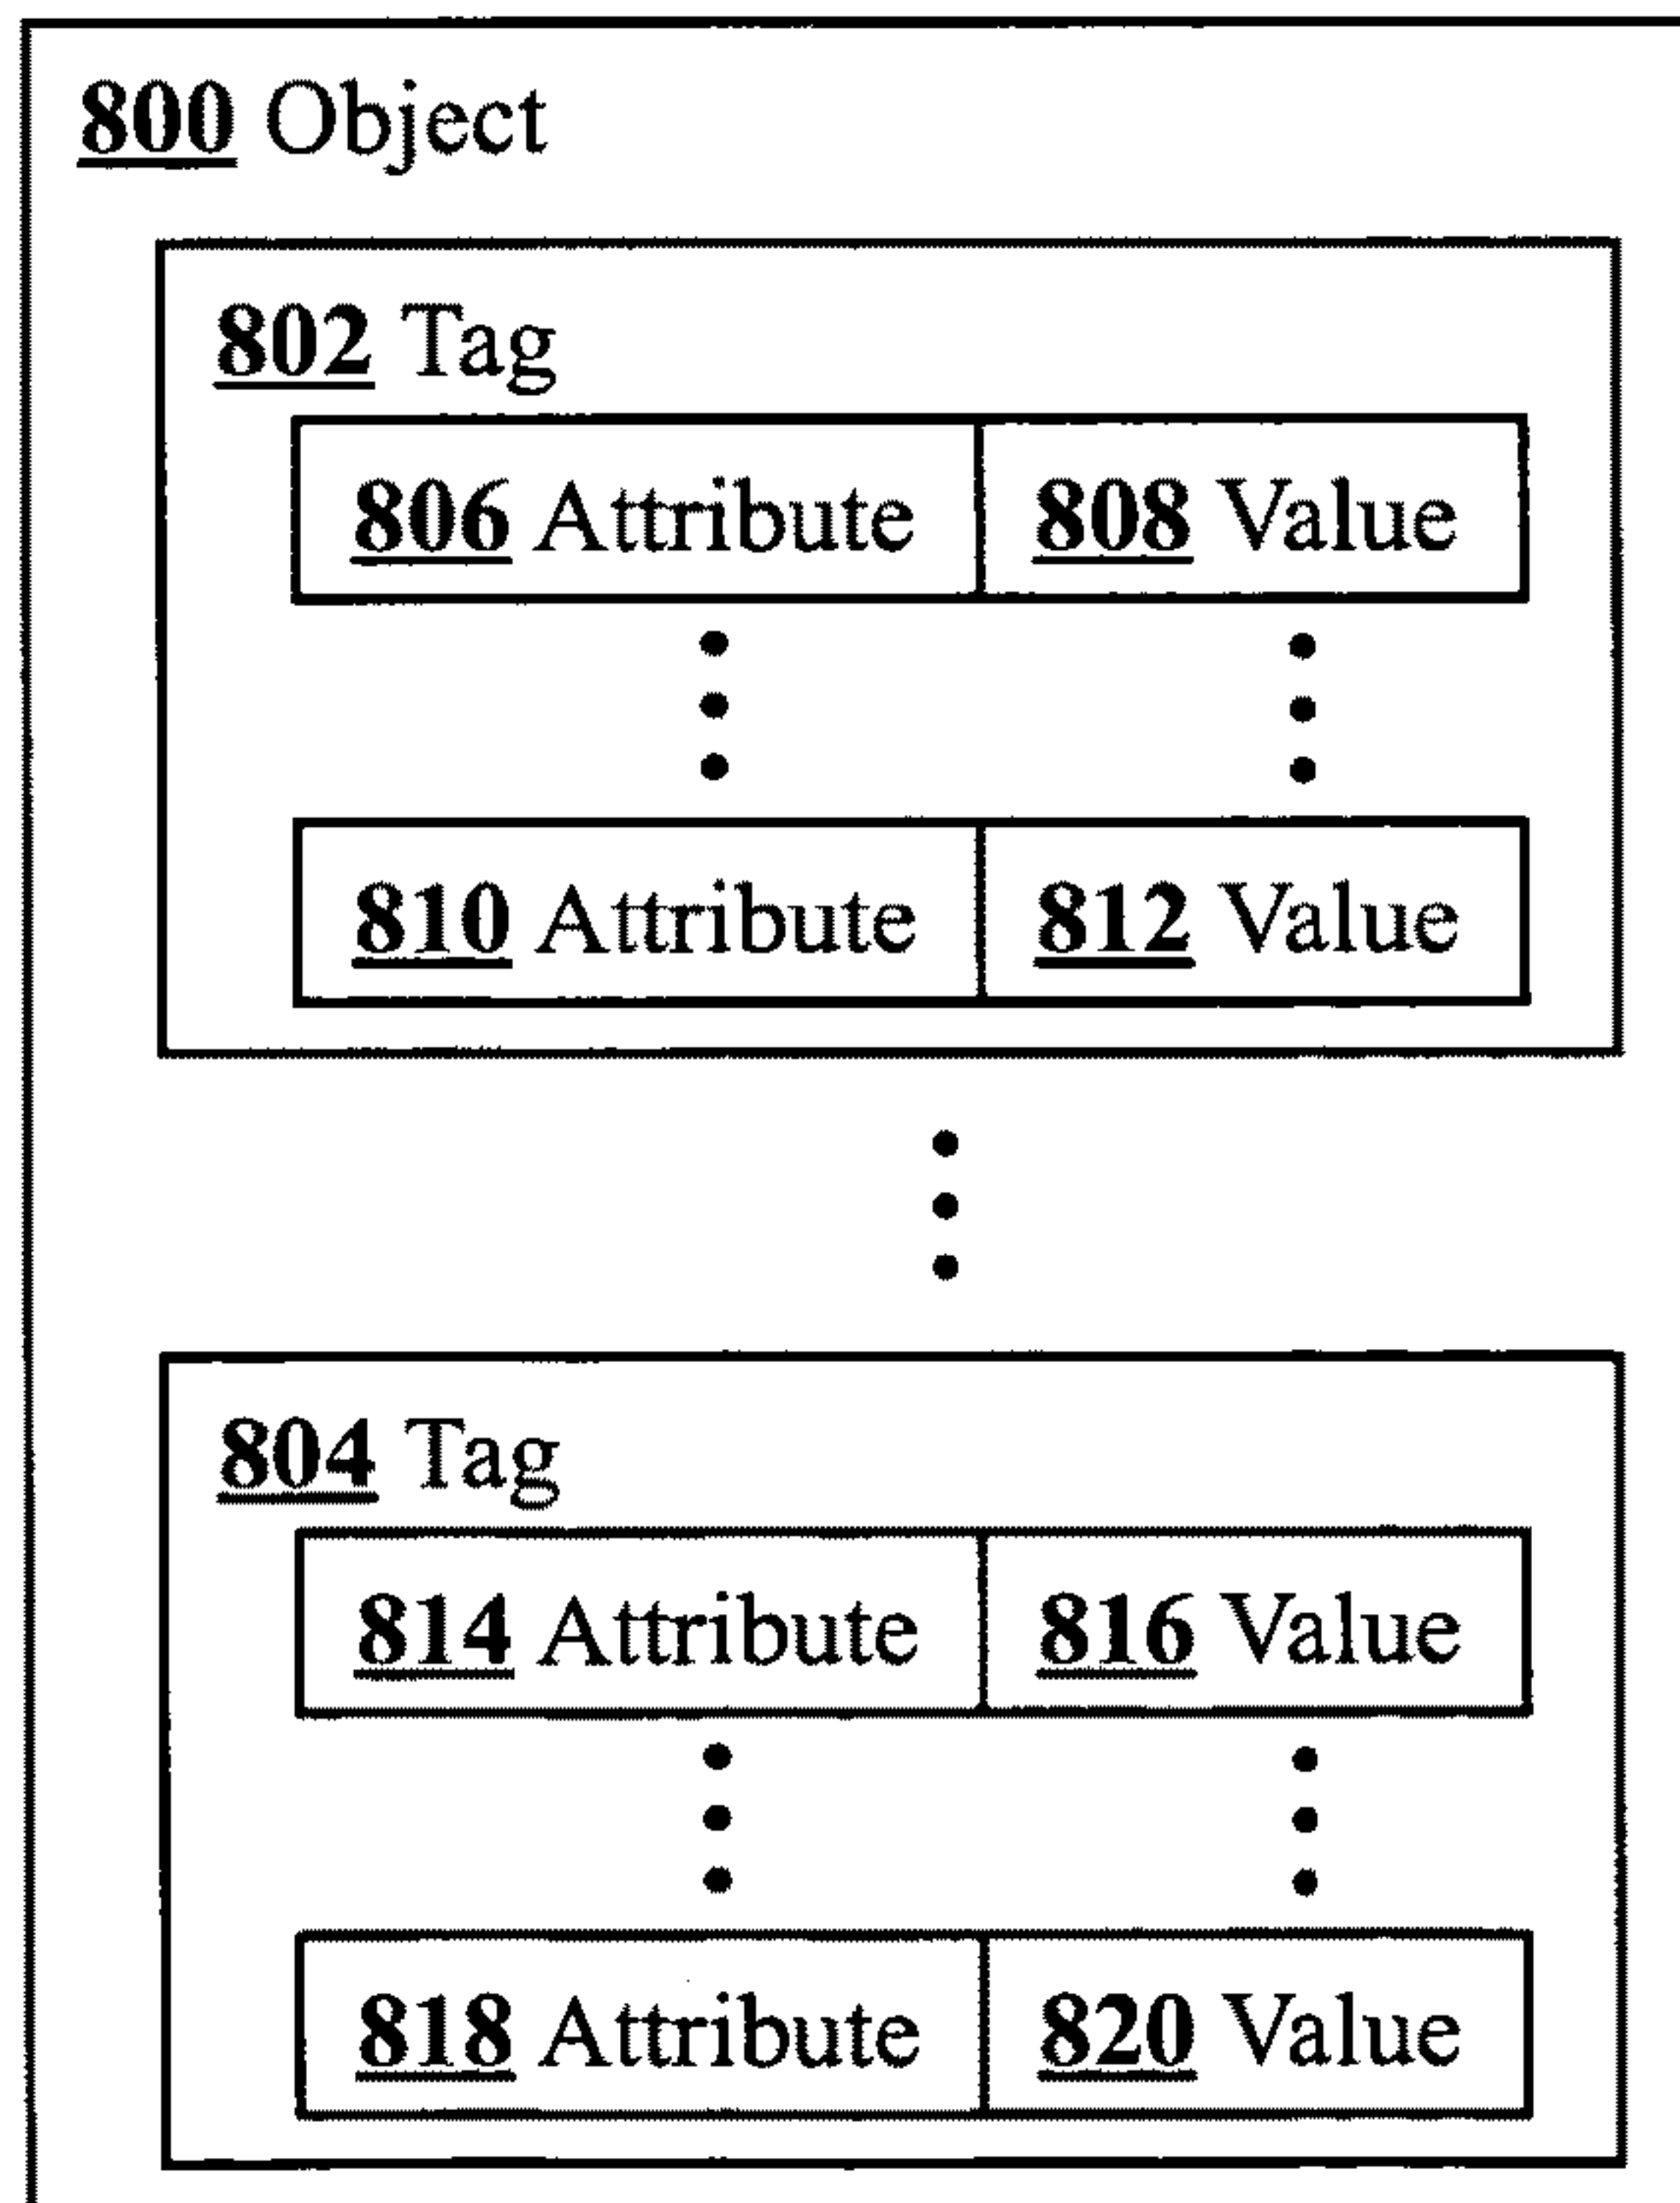 800 Object
802 Tag
806 Attribute 808 Value
810 Attribute 812 Value
804 Tag
814 Attribute 816 Value
818 Attribute 820 Value